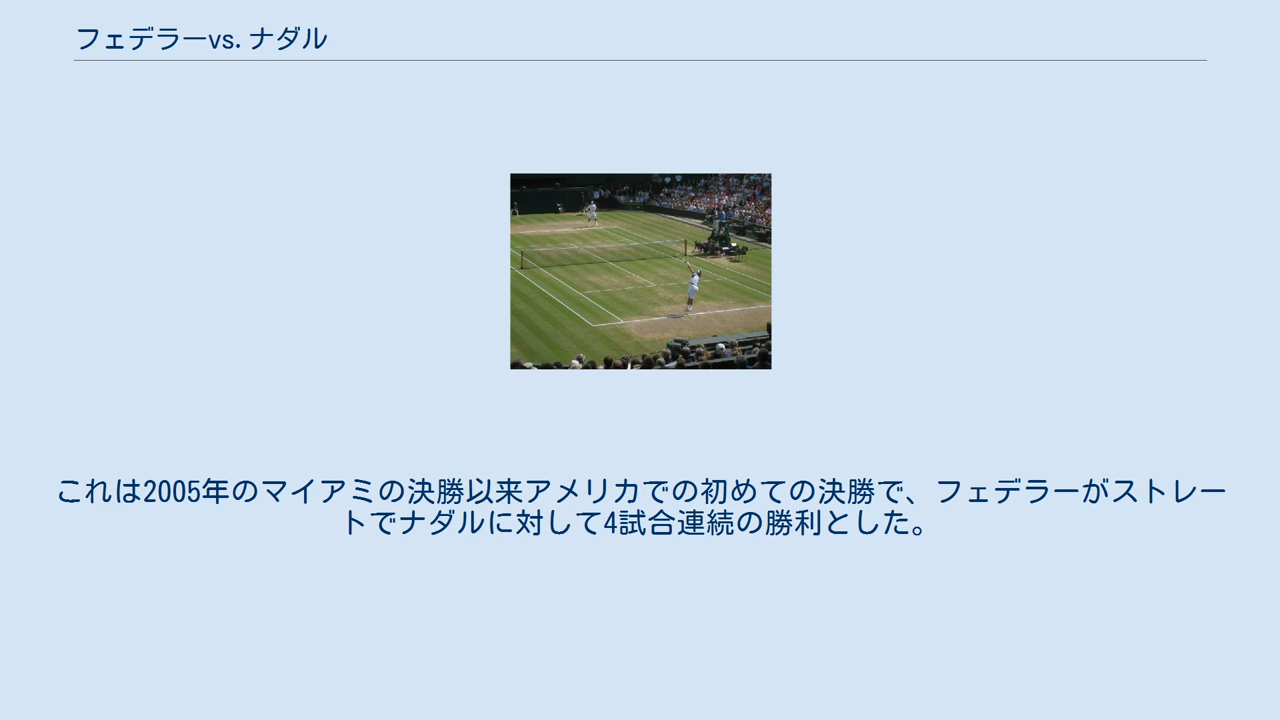 フェデラーvs. ナダル
これは2005年のマイアミの決勝以来アメリカでの初めての決勝で、フェデラーがストレー
トでナダルに対して4試合連続の勝利とした。